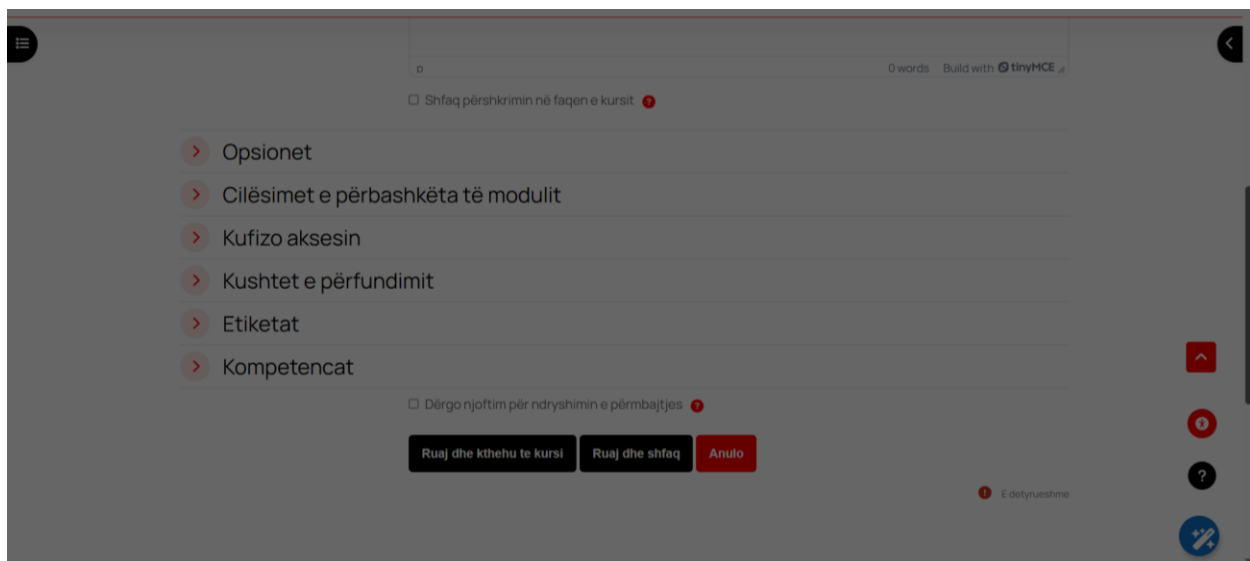 p
0 words Build with tinyMCE
Shfaq përshkrimin në faqen e kursit ?
Opsionet
Cilësimet e përbashkëta të modulit
Kufizo aksesin
Kushtet e përfundimit
Etiketat
Kompetencat
Dërgo njoftim për ndryshimin e përmbajtjes ?
Ruaj dhe kthehu te kursi Ruaj dhe shfaq Anulo
! E detyrueshme
?